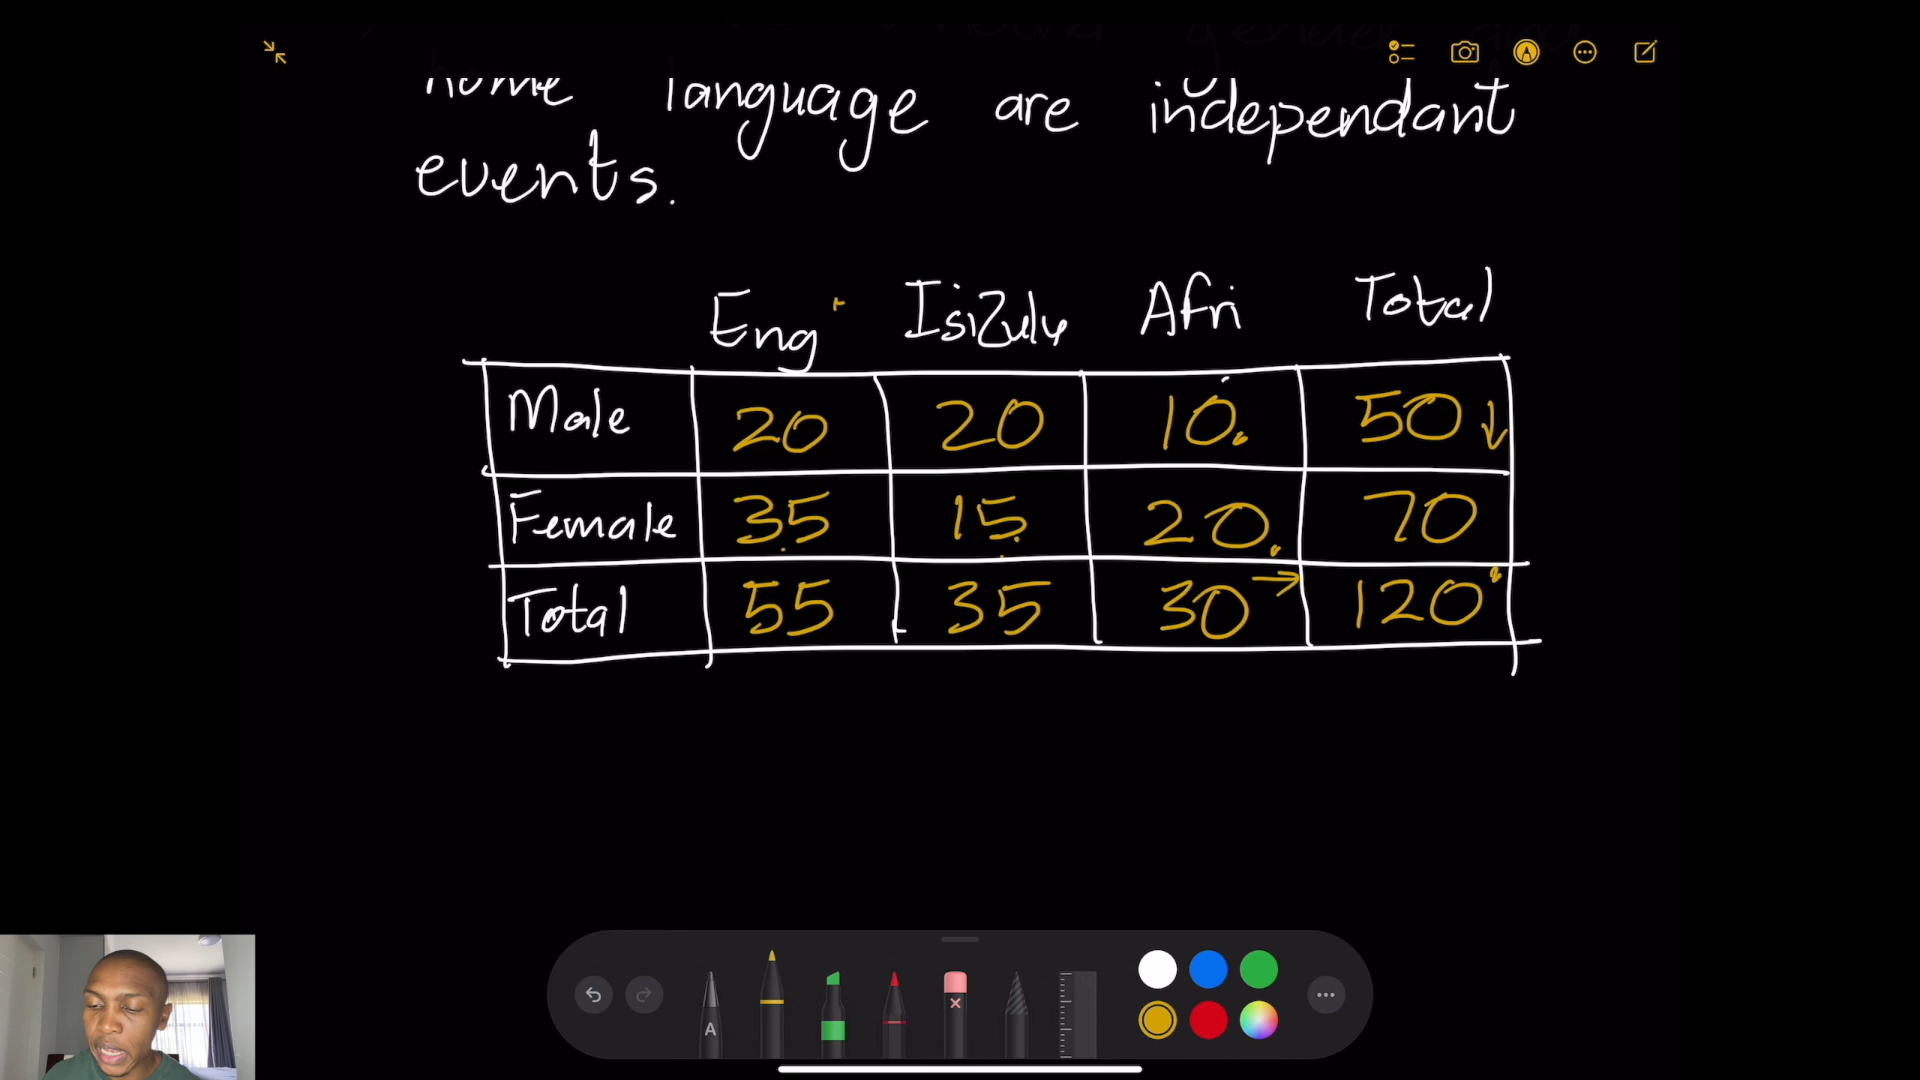 home language are independant
events.
Eng IsiZulu Afri Total
Male 20 20 10 50
Female 35 15 20 70
Total 55 35 30 120
A